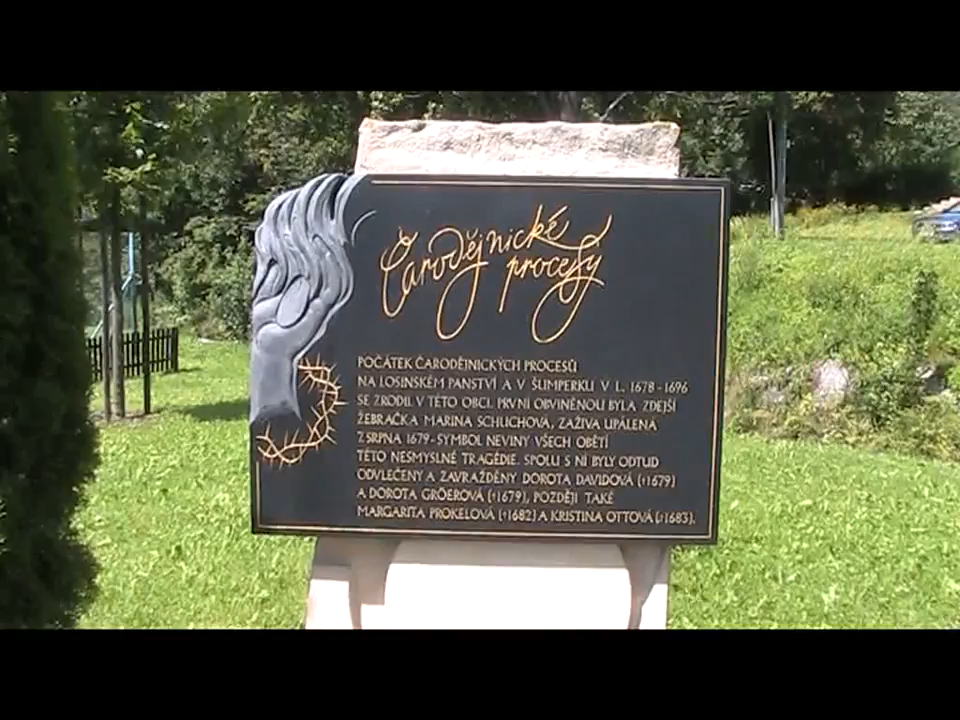 Čarodějnické
procesy
POČÁTEK ČARODĚJNICKÝCH PROCESŮ
NA LOSINSKÉM PANSTVÍ A V ŠUMPERKU V L. 1678 - 1696
SE ZRODIL V TÉTO OBCI. PRVNÍ OBVINĚNOU BYLA ZDEJŠÍ
ŽEBRAČKA MARINA SCHUCHOVÁ, ZAŽIVA UPÁLENÁ
7. SRPNA 1679 - SYMBOL NEVINY VŠECH OBĚTÍ
TÉTO NESMYSLNÉ TRAGÉDIE. SPOLU S NÍ BYLY ODTUD
ODVLEČENY A ZAVRAŽDĚNY DOROTA DAVIDOVÁ (†1679)
A DOROTA GRÖEROVÁ (†1679), POZDĚJI TAKÉ
MARGARITA PROKELOVÁ (†1682) A KRISTINA OTTOVÁ (†1683).